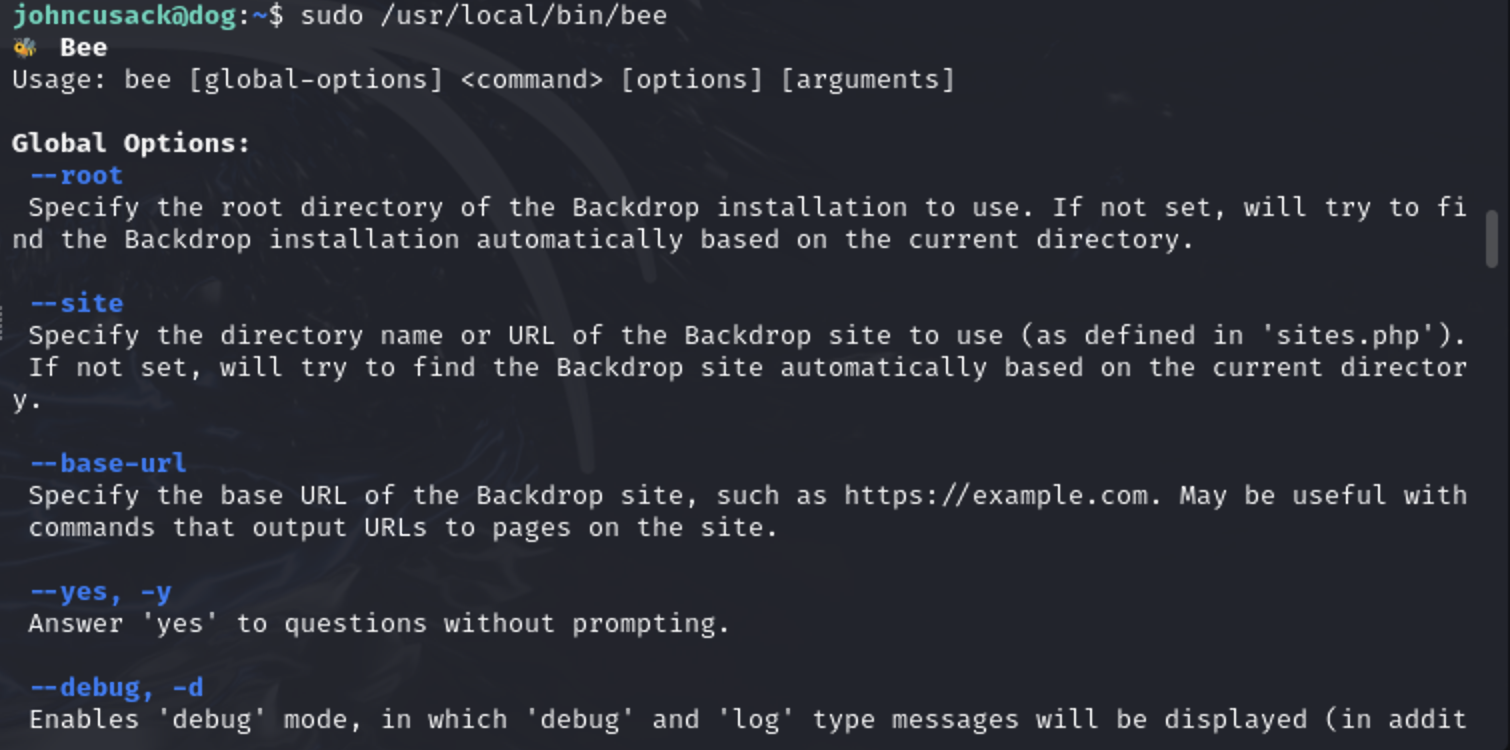 johncusack@dog:~$ sudo /usr/local/bin/bee
🐝 Bee
Usage: bee [global-options] <command> [options] [arguments]
Global Options:
--root
Specify the root directory of the Backdrop installation to use. If not set, will try to fi
nd the Backdrop installation automatically based on the current directory.
--site
Specify the directory name or URL of the Backdrop site to use (as defined in 'sites.php').
If not set, will try to find the Backdrop site automatically based on the current director
y.
--base-url
Specify the base URL of the Backdrop site, such as https://example.com. May be useful with
commands that output URLs to pages on the site.
--yes, -y
Answer 'yes' to questions without prompting.
--debug, -d
Enables 'debug' mode, in which 'debug' and 'log' type messages will be displayed (in addit